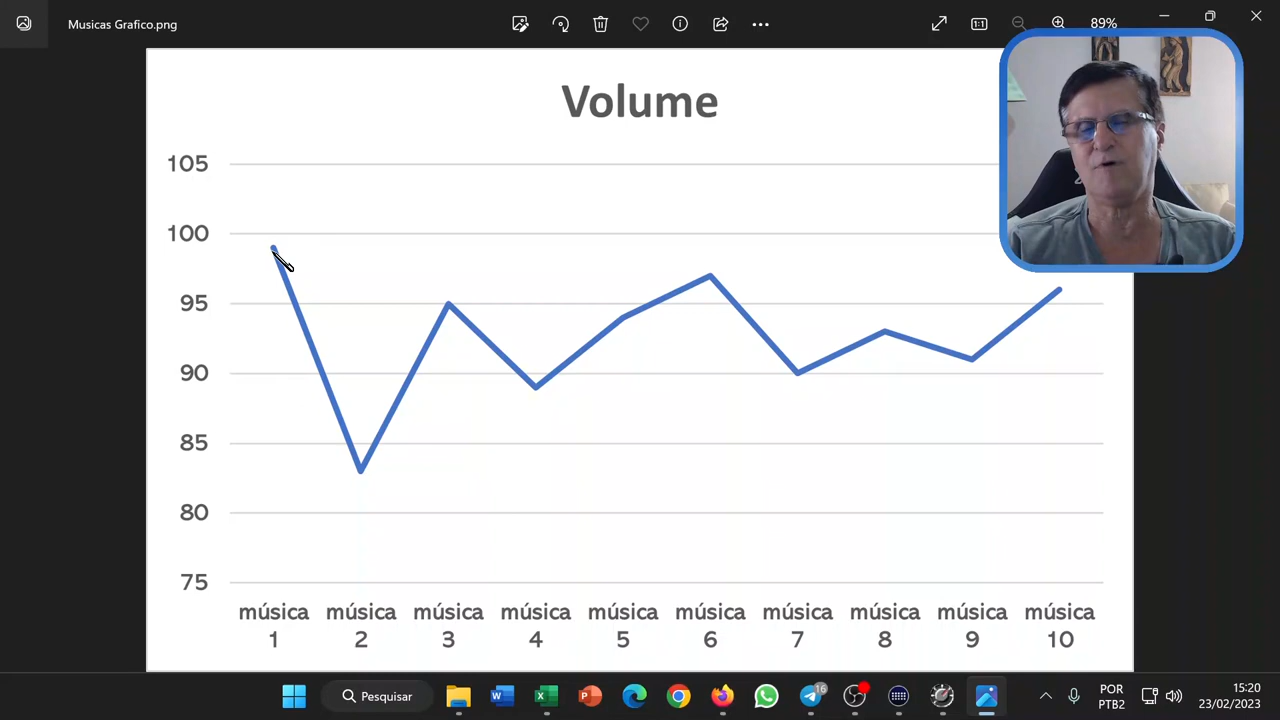 Musicas Grafico.png
89%
Volume
105
100
95
90
85
80
75
música 1
música 2
música 3
música 4
música 5
música 6
música 7
música 8
música 9
música 10
Pesquisar
16
POR
PTB2
15:20
23/02/2023